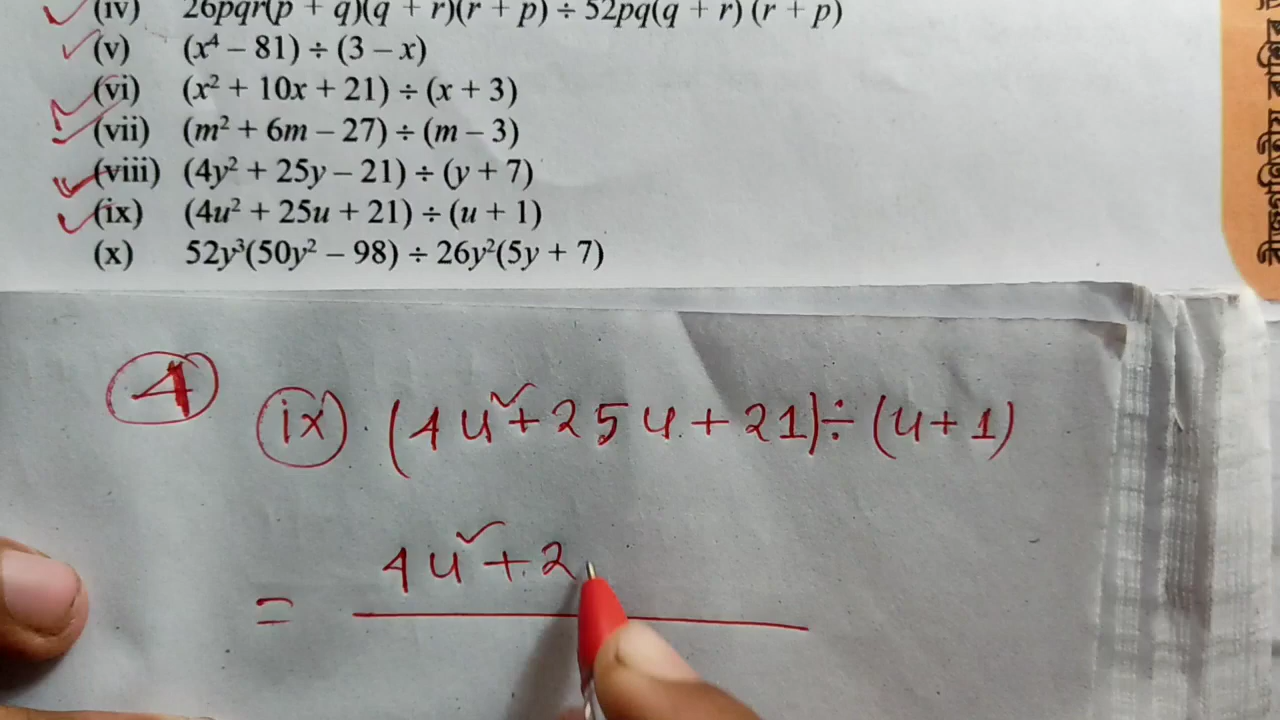 (iv) 26pqr(p + q)(q + r)(r + p) ÷ 52pq(q + r) (r + p)
(v) (x⁴ – 81) ÷ (3 – x)
(vi) (x² + 10x + 21) ÷ (x + 3)
(vii) (m² + 6m – 27) ÷ (m – 3)
(viii) (4y² + 25y – 21) ÷ (y + 7)
(ix) (4u² + 25u + 21) ÷ (u + 1)
(x) 52y³(50y² – 98) ÷ 26y²(5y + 7)
4 ix) (4u² + 25u + 21) ÷ (u + 1)
= 4u² + 2